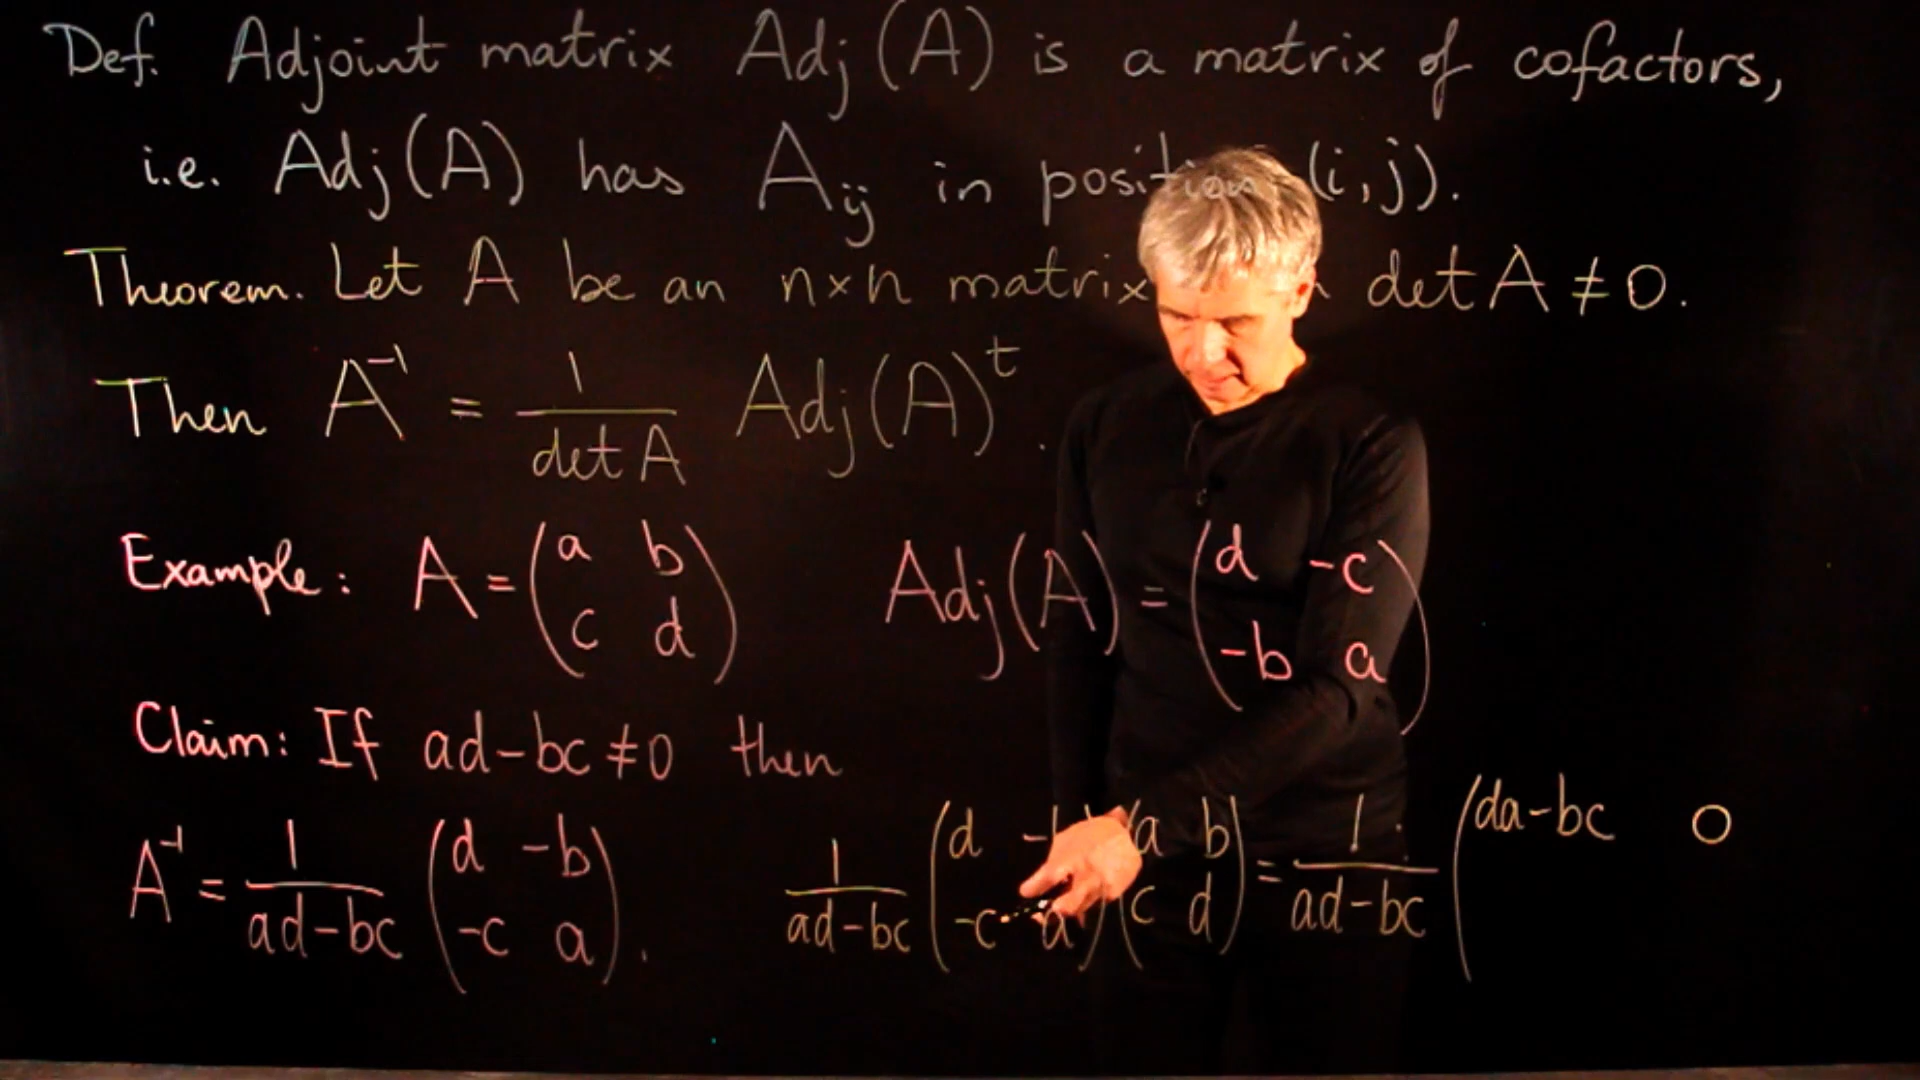 Def. Adjoint matrix Adj(A) is a matrix of cofactors,
i.e. Adj(A) has A_ij in position (i,j).
Theorem. Let A be an n×n matrix det A ≠ 0.
Then A^-1 = 1/(det A) Adj(A)^t.
Example: A = (a b; c d) Adj(A) = (d -c; -b a)
Claim: If ad-bc≠0 then
A^-1 = 1/(ad-bc) (d -b; -c a). 1/(ad-bc) (d -b; -c a)(a b; c d) = 1/(ad-bc) (da-bc 0